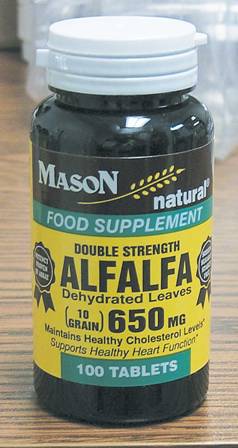 MASON
natural®
FOOD SUPPLEMENT
DOUBLE STRENGTH
ALFALFA
Dehydrated Leaves
(10 GRAIN) 650 MG
Maintains Healthy Cholesterol Levels*
Supports Healthy Heart Function*
100 TABLETS